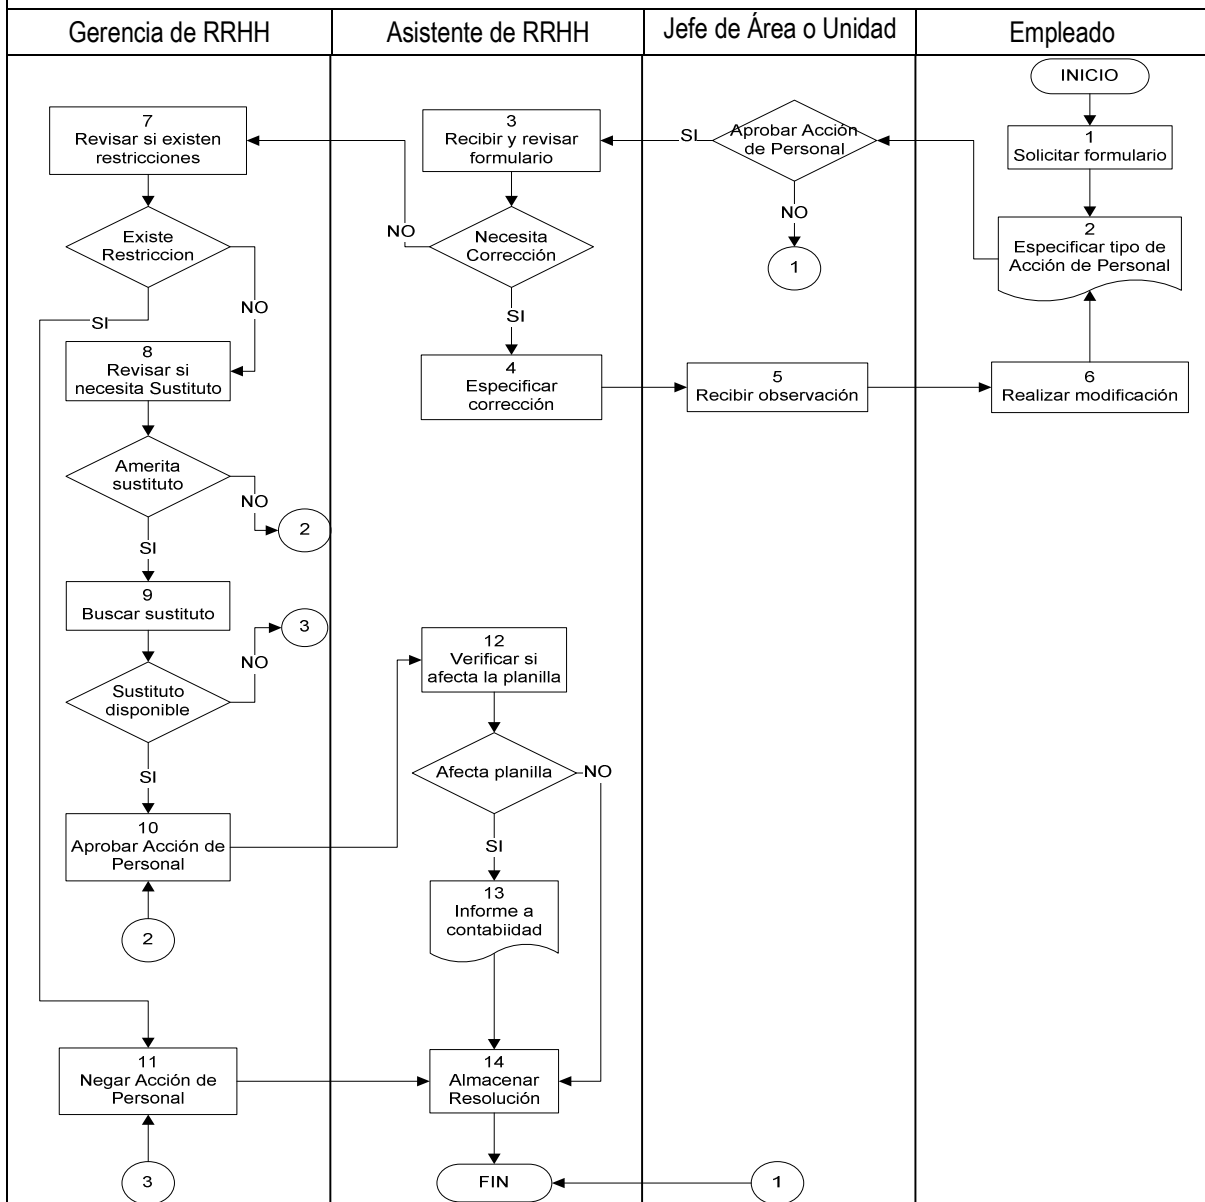 Gerencia de RRHH
Asistente de RRHH
Jefe de Área o Unidad
Empleado
INICIO
1
Solicitar formulario
2
Especificar tipo de
Acción de Personal
Aprobar Acción
de Personal
SI
NO
1
3
Recibir y revisar
formulario
Necesita
Corrección
NO
SI
4
Especificar
corrección
5
Recibir observación
6
Realizar modificación
7
Revisar si existen
restricciones
Existe
Restriccion
NO
SI
8
Revisar si
necesita Sustituto
Amerita
sustituto
NO
2
SI
9
Buscar sustituto
3
NO
Sustituto
disponible
SI
10
Aprobar Acción de
Personal
2
12
Verificar si
afecta la planilla
Afecta planilla
NO
SI
13
Informe a
contabiidad
11
Negar Acción de
Personal
3
14
Almacenar
Resolución
FIN
1